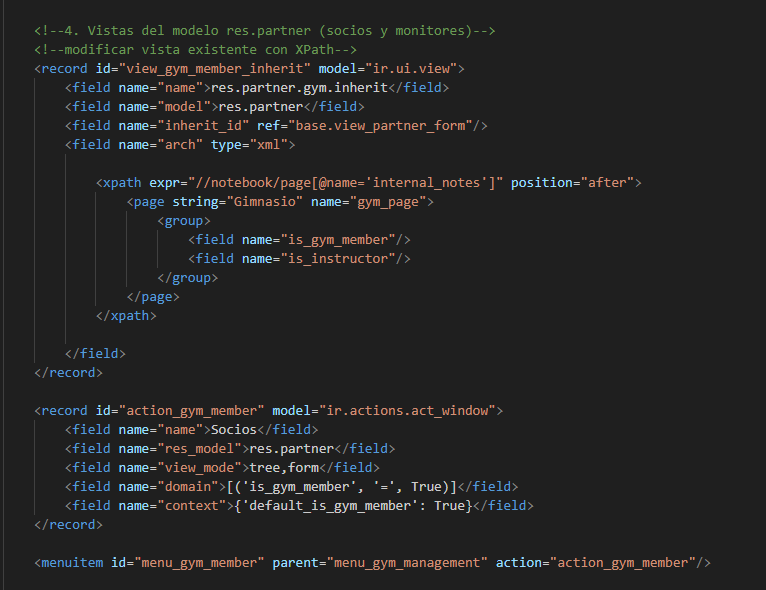 <!--4. Vistas del modelo res.partner (socios y monitores)-->
<!--modificar vista existente con XPath-->
<record id="view_gym_member_inherit" model="ir.ui.view">
<field name="name">res.partner.gym.inherit</field>
<field name="model">res.partner</field>
<field name="inherit_id" ref="base.view_partner_form"/>
<field name="arch" type="xml">
<xpath expr="//notebook/page[@name='internal_notes']" position="after">
<page string="Gimnasio" name="gym_page">
<group>
<field name="is_gym_member"/>
<field name="is_instructor"/>
</group>
</page>
</xpath>
</field>
</record>
<record id="action_gym_member" model="ir.actions.act_window">
<field name="name">Socios</field>
<field name="res_model">res.partner</field>
<field name="view_mode">tree,form</field>
<field name="domain">[('is_gym_member', '=', True)]</field>
<field name="context">{'default_is_gym_member': True}</field>
</record>
<menuitem id="menu_gym_member" parent="menu_gym_management" action="action_gym_member"/>